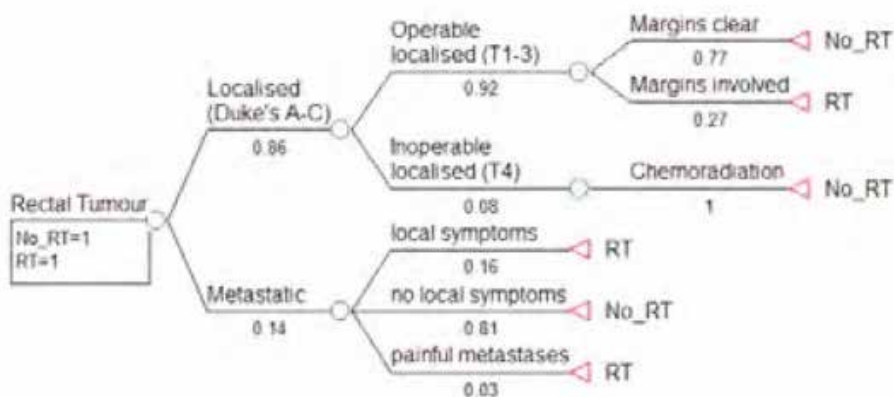 Rectal Tumour
No_RT=1
RT=1
Localised
(Duke's A-C)
0.86
Operable
localised (T1-3)
0.92
Margins clear
0.77
No_RT
Margins involved
0.27
RT
Inoperable
localised (T4)
0.08
Chemoradiation
1
No_RT
Metastatic
0.14
local symptoms
0.16
RT
no local symptoms
0.81
No_RT
painful metastases
0.03
RT